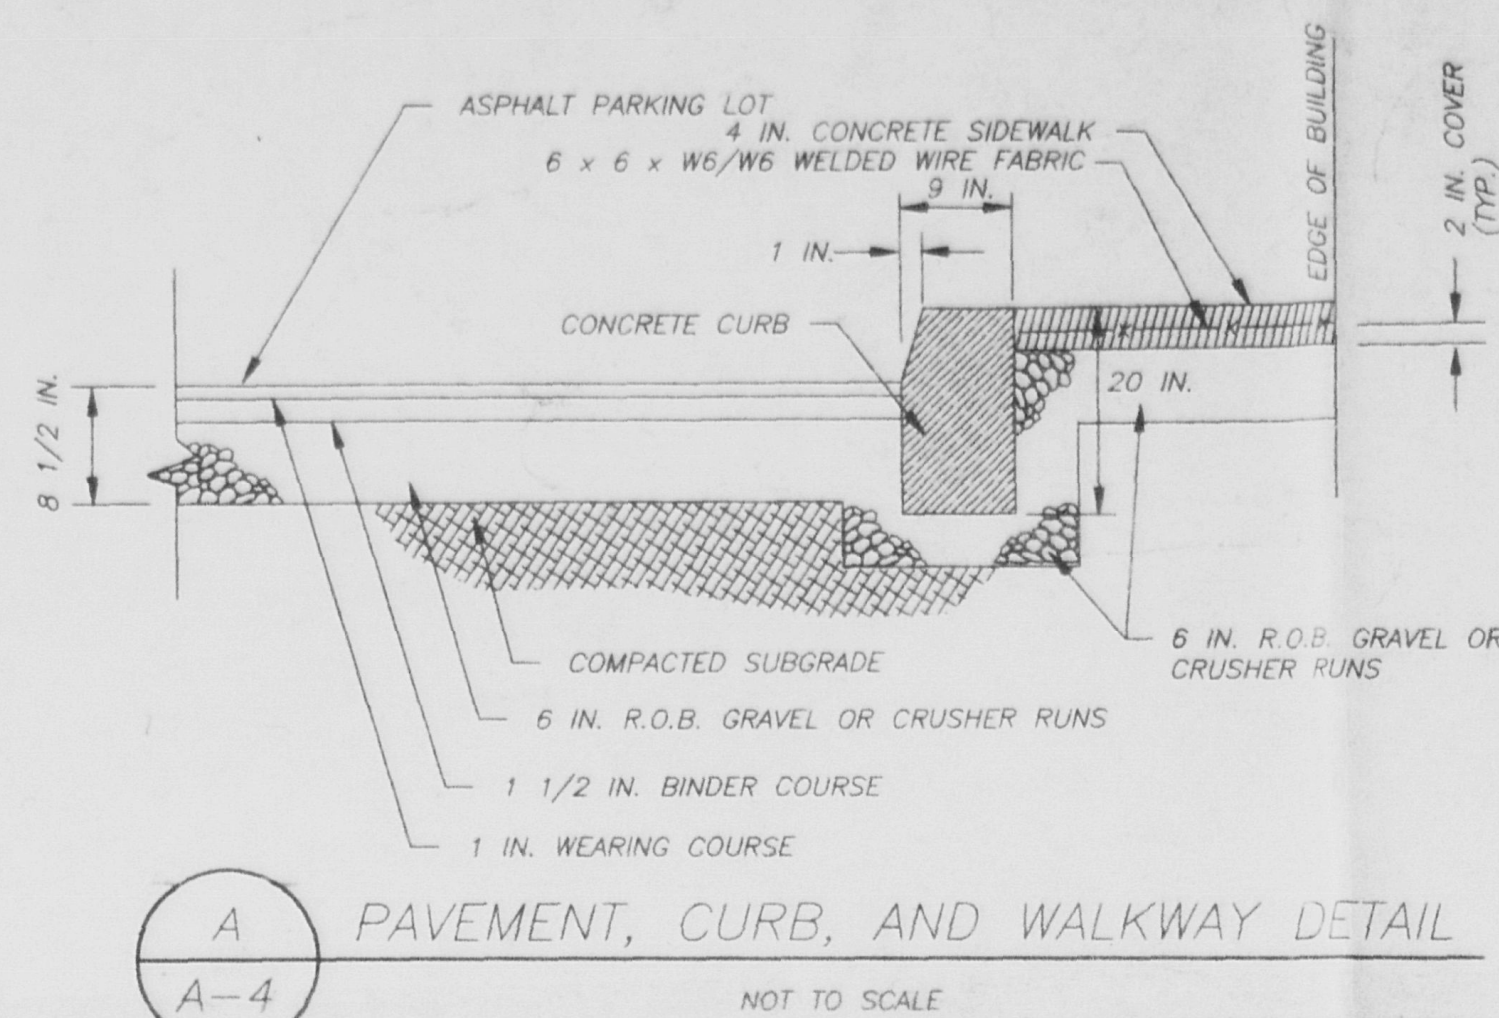 ASPHALT PARKING LOT
4 IN. CONCRETE SIDEWALK
6 x 6 x W6/W6 WELDED WIRE FABRIC
9 IN.
1 IN.
EDGE OF BUILDING
2 IN. COVER
(TYP.)
CONCRETE CURB
20 IN.
8 1/2 IN.
6 IN. R.O.B. GRAVEL OR
CRUSHER RUNS
COMPACTED SUBGRADE
6 IN. R.O.B. GRAVEL OR CRUSHER RUNS
1 1/2 IN. BINDER COURSE
1 IN. WEARING COURSE
A
A-4
PAVEMENT, CURB, AND WALKWAY DETAIL
NOT TO SCALE